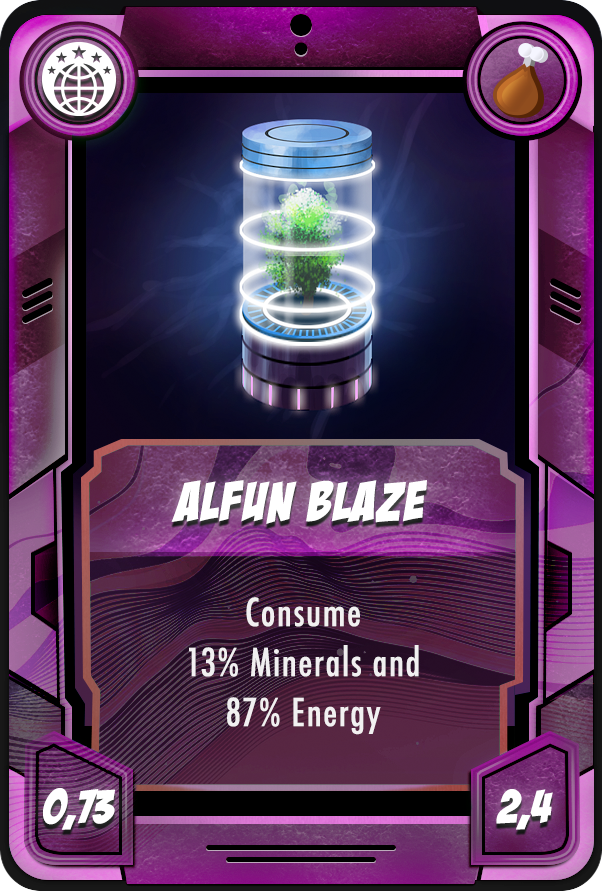 ALFUN BLAZE
Consume
13% Minerals and
87% Energy
0,73
2,4